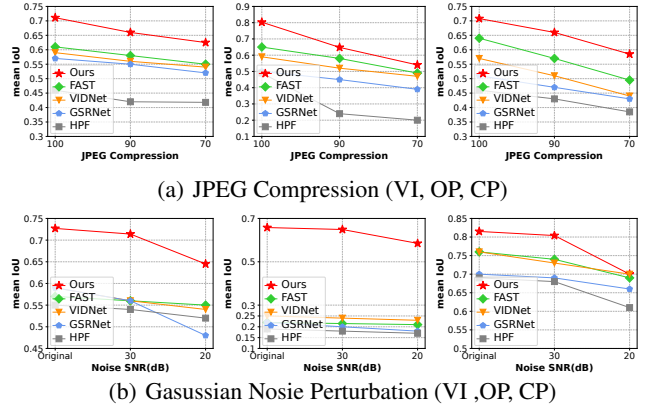 0.75
0.7
0.65
0.6
0.55
0.5
0.45
0.4
0.35
0.3
mean IoU
Ours
FAST
VIDNet
GSRNet
HPF
100 90 70
JPEG Compression
0.9
0.8
0.7
0.6
0.5
0.4
0.3
0.2
0.1
mean IoU
Ours
FAST
VIDNet
GSRNet
HPF
100 90 70
JPEG Compression
0.75
0.7
0.65
0.6
0.55
0.5
0.45
0.4
0.35
0.3
mean IoU
Ours
FAST
VIDNet
GSRNet
HPF
100 90 70
JPEG Compression
(a) JPEG Compression (VI, OP, CP)
0.75
0.7
0.65
0.6
0.55
0.5
0.45
mean IoU
Ours
FAST
VIDNet
GSRNet
HPF
Original 30 20
Noise SNR(dB)
0.7
0.6
0.5
0.3
0.25
0.2
0.15
0.1
mean IoU
Ours
FAST
VIDNet
GSRNet
HPF
Original 30 20
Noise SNR(dB)
0.85
0.8
0.75
0.7
0.65
0.6
0.55
0.5
mean IoU
Ours
FAST
VIDNet
GSRNet
HPF
Original 30 20
Noise SNR(dB)
(b) Gasussian Nosie Perturbation (VI ,OP, CP)